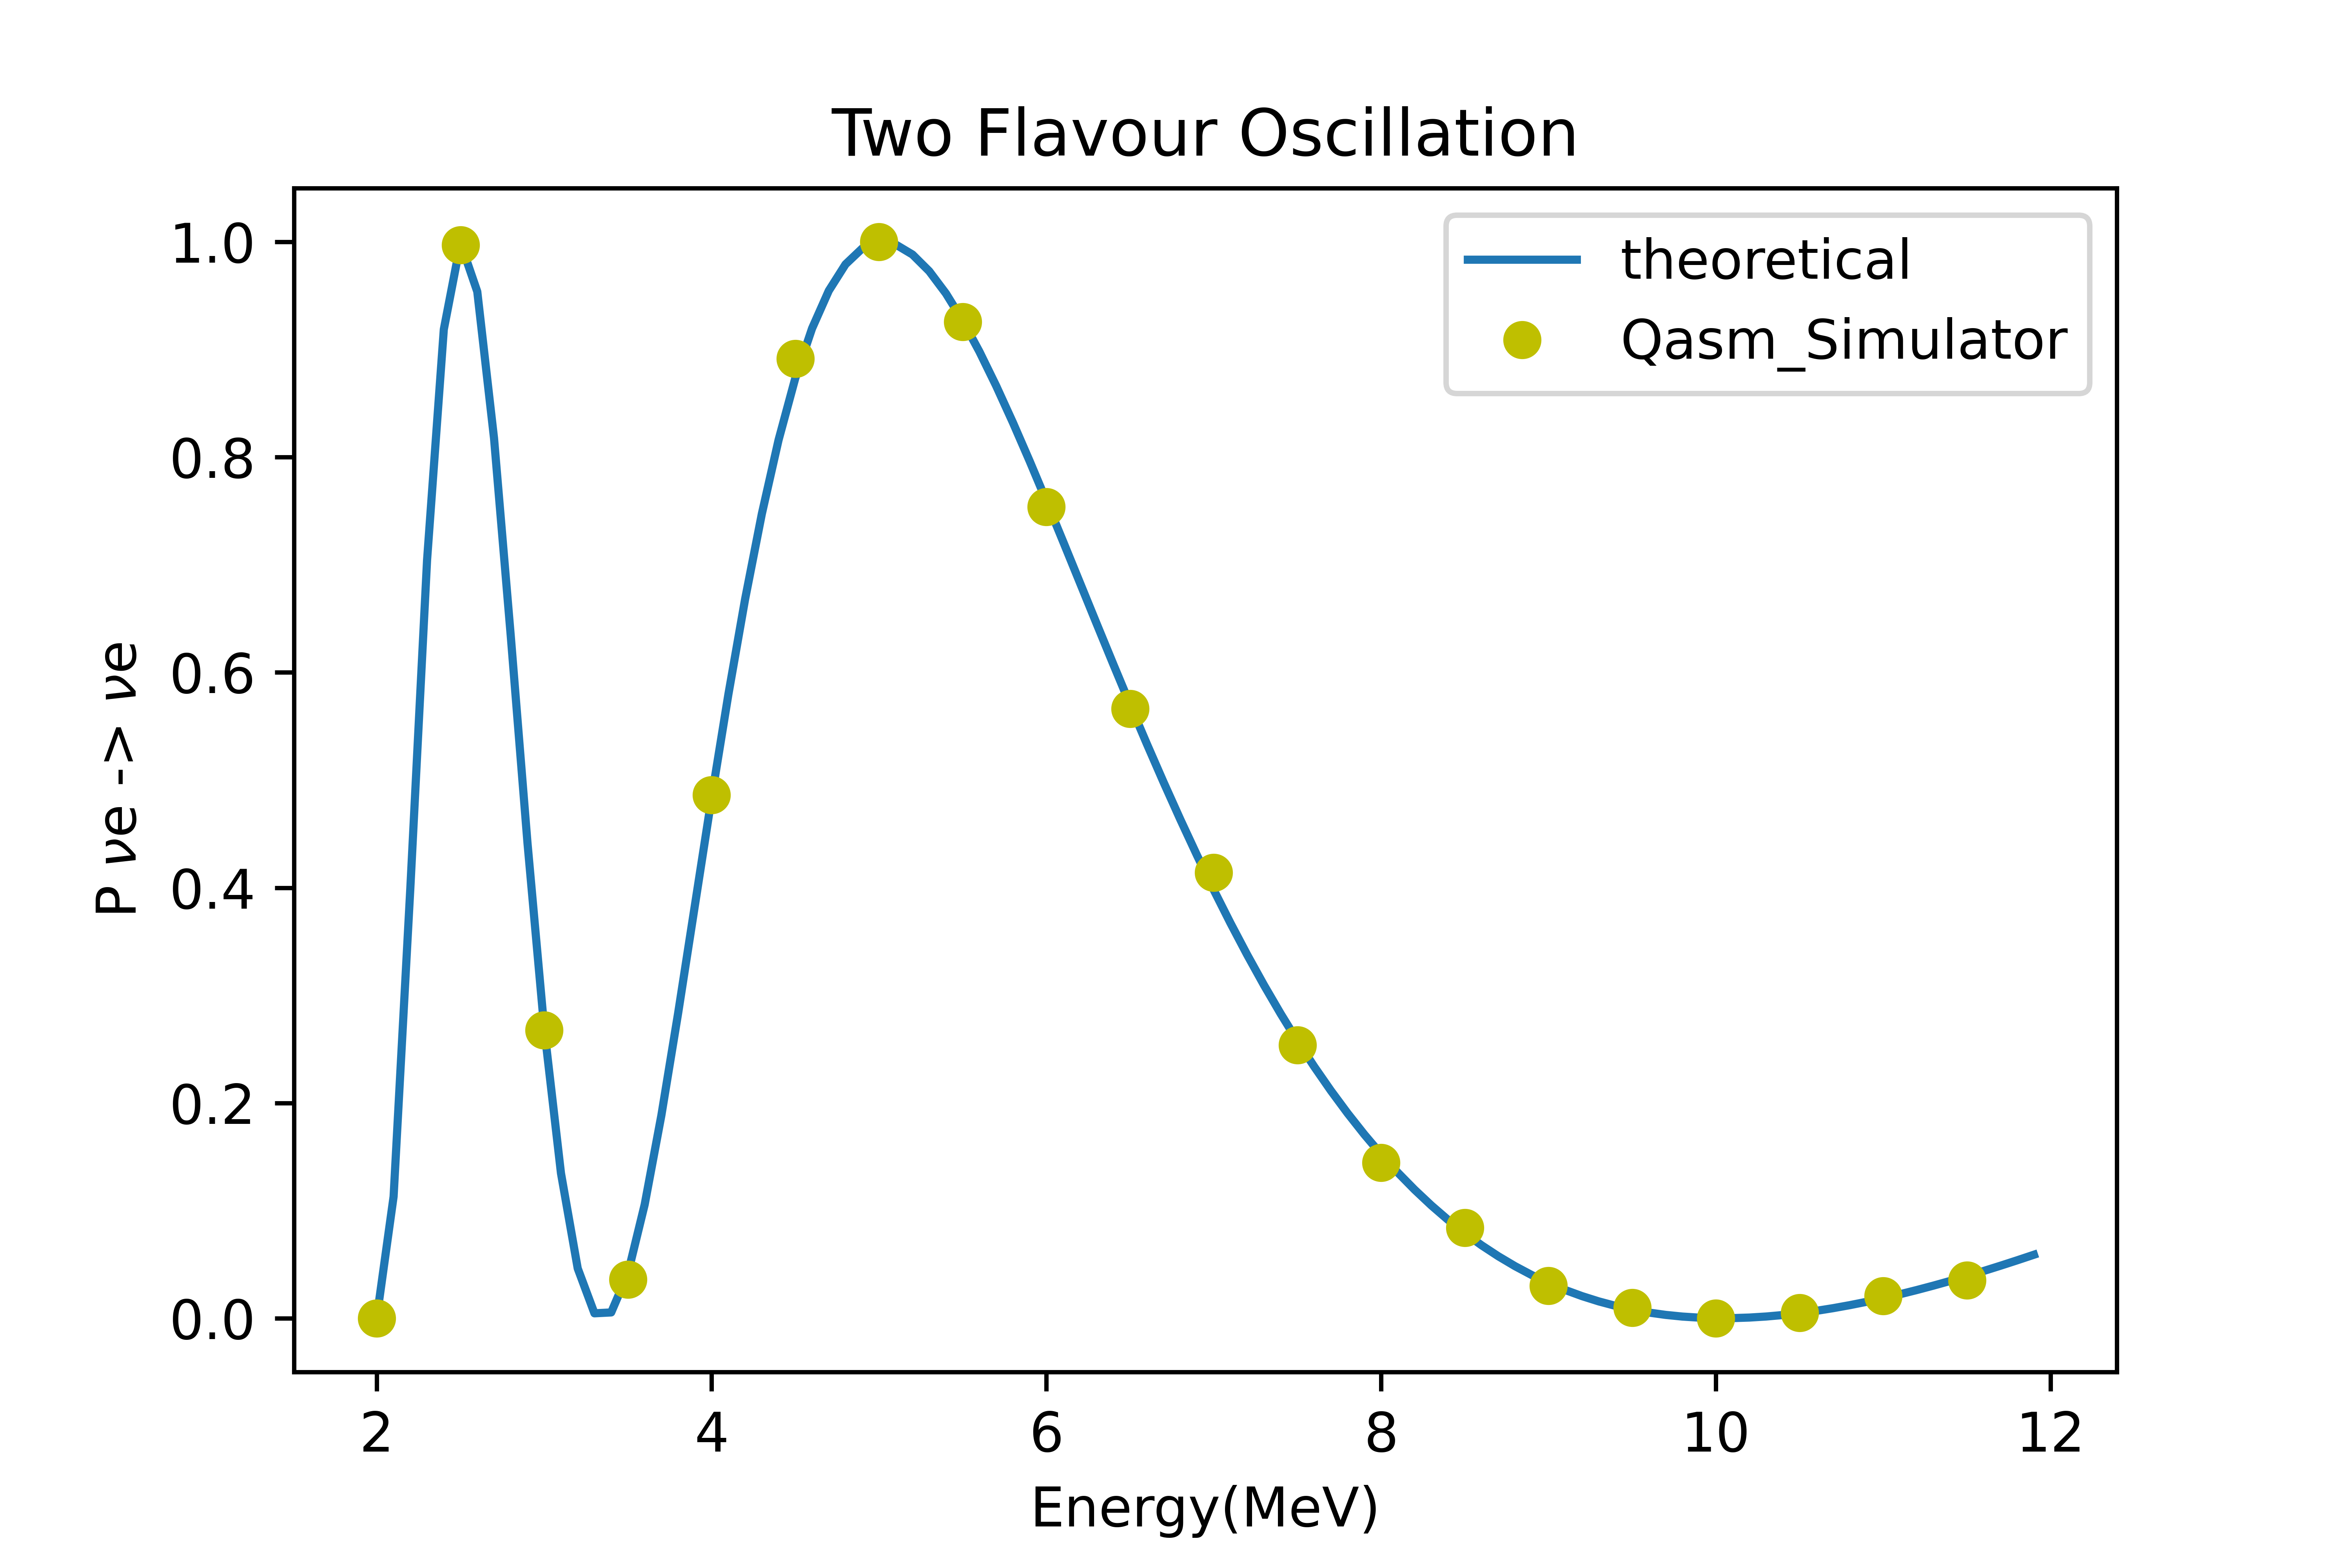 Two Flavour Oscillation
theoretical
Qasm_Simulator
P νe -> νe
1.0
0.8
0.6
0.4
0.2
0.0
2 4 6 8 10 12
Energy(MeV)